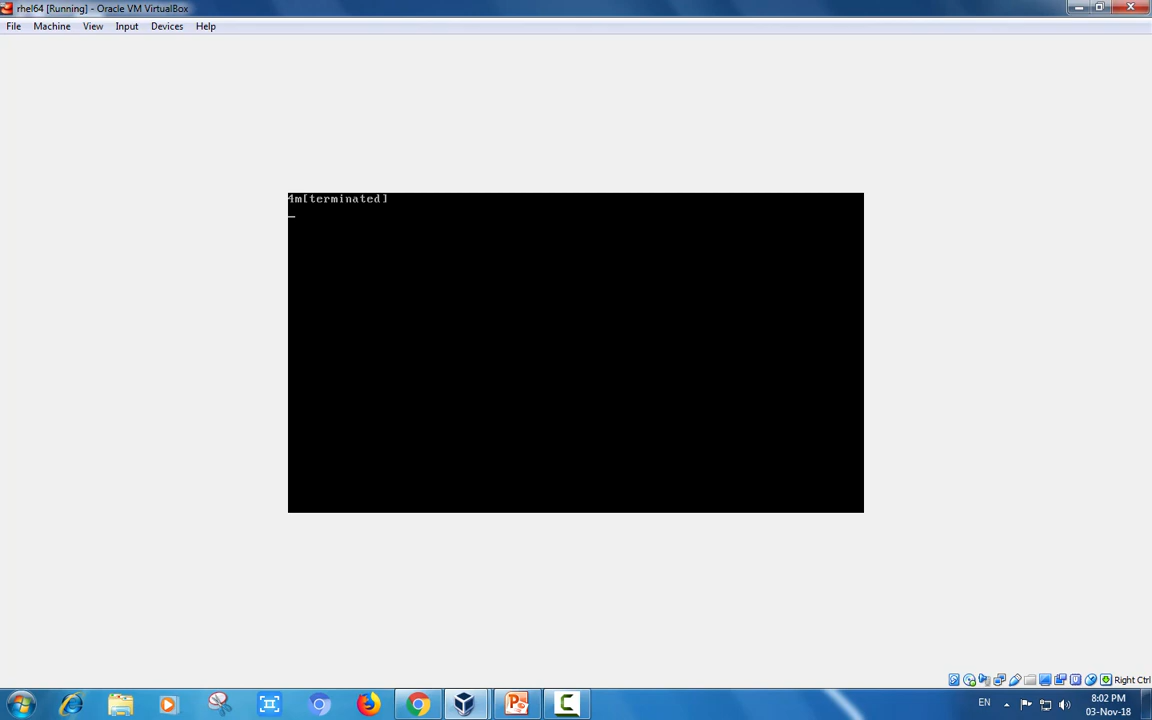 rhel64 [Running] - Oracle VM VirtualBox
File Machine View Input Devices Help
4m[terminated]
_
Right Ctrl
EN
8:02 PM
03-Nov-18